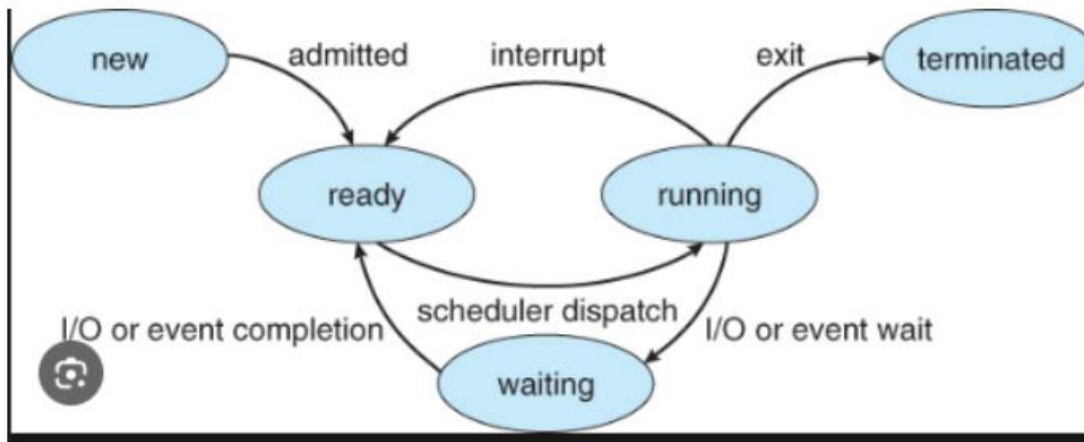 new
admitted
interrupt
exit
terminated
ready
running
scheduler dispatch
I/O or event completion
I/O or event wait
waiting